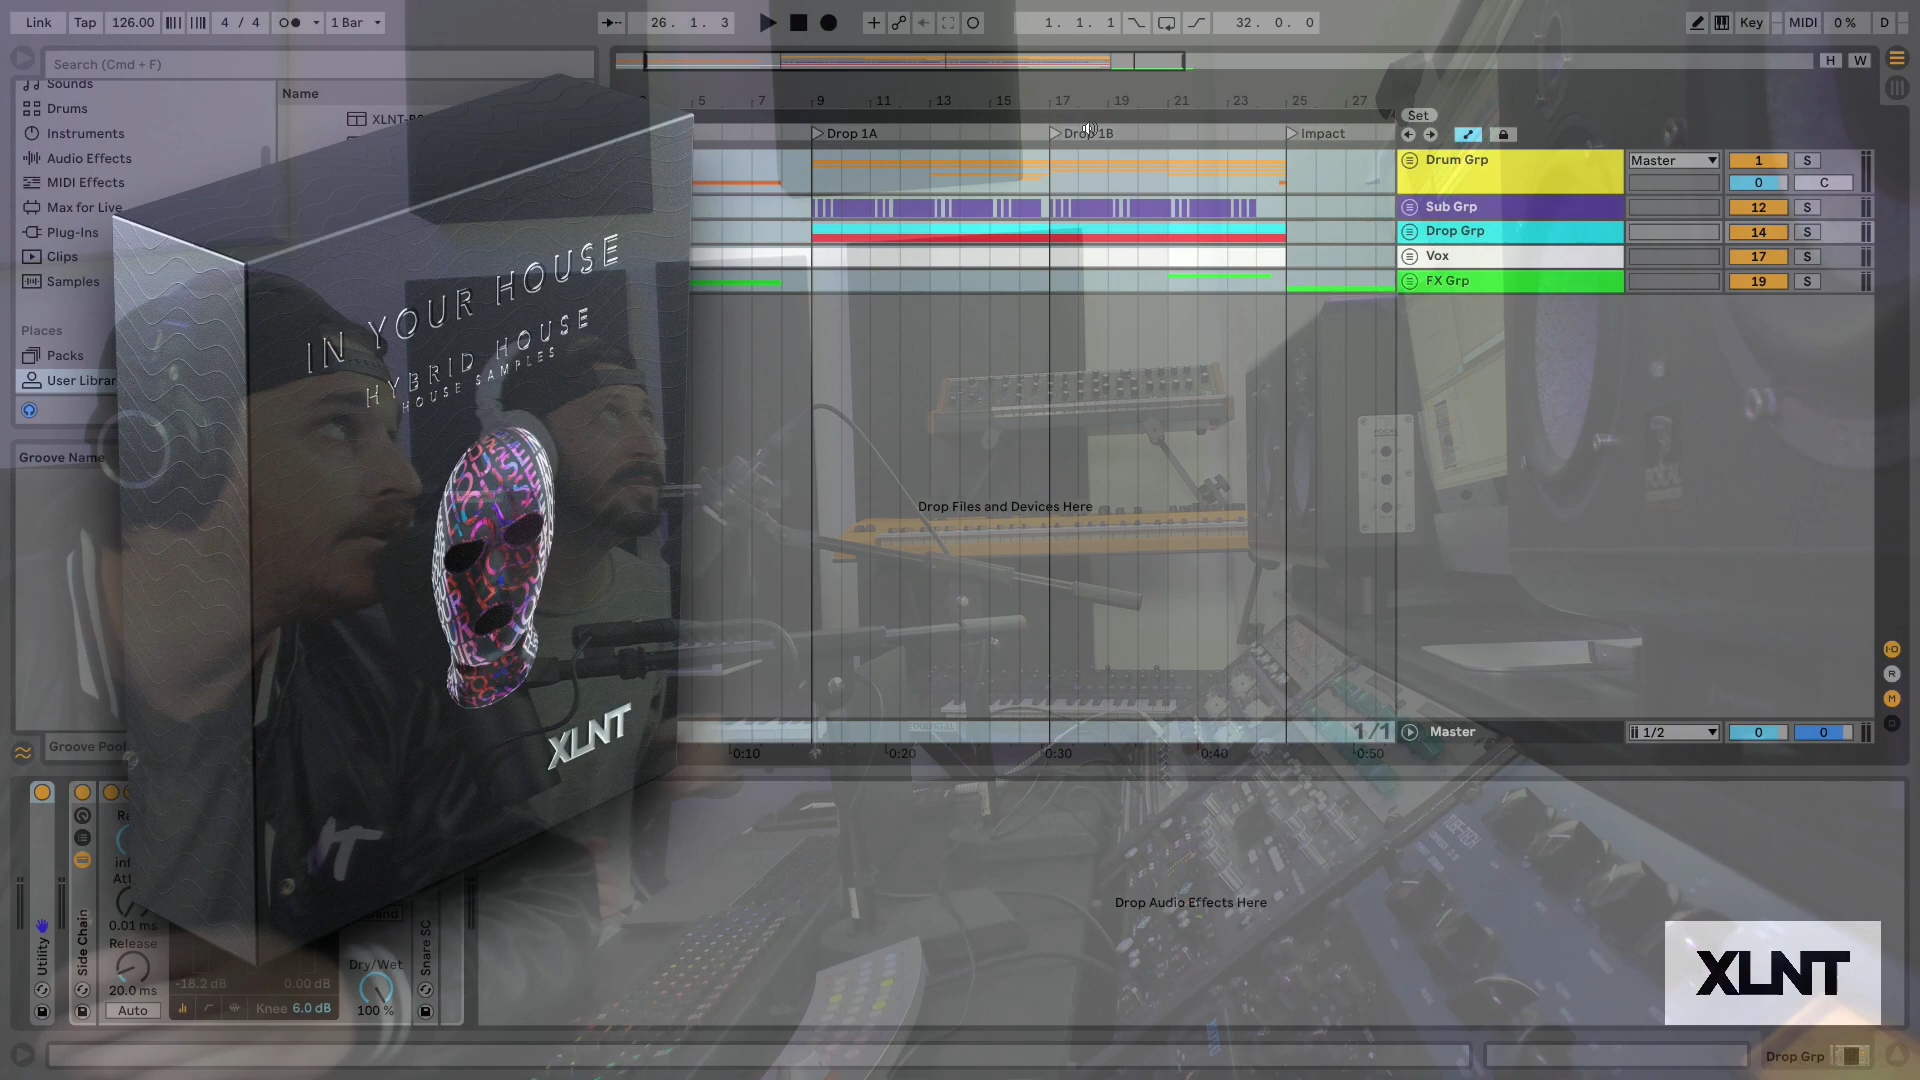 Link Tap 126.00 4 / 4 1 Bar 26. 1. 3 1. 1. 1 32. 0. 0 Key MIDI 0 % D
Search (Cmd + F)
H W
Sounds
Drums
Instruments
Audio Effects
MIDI Effects
Max for Live
Plug-Ins
Clips
Samples
Places
Packs
Groove Name
Groove Pool
Name
5 7 9 11 13 15 17 19 21 23 25 27
Drop 1A
Drop 1B
Impact
Set
Drum Grp Master 1 S
0 C
Sub Grp 12 S
Drop Grp 14 S
Vox 17 S
FX Grp 19 S
IN YOUR HOUSE
HYBRID HOUSE
HOUSE SAMPLES
XLNT
Drop Files and Devices Here
1/1 Master 1/2 0 0
0:10 0:20 0:30 0:40 0:50
Utility
Side Chain
0.01 ms
Release
20.0 ms
Auto
-18.2 dB 0.00 dB
Knee 6.0 dB
Dry/Wet
100 %
Snare SC
Drop Audio Effects Here
XLNT
Drop Grp